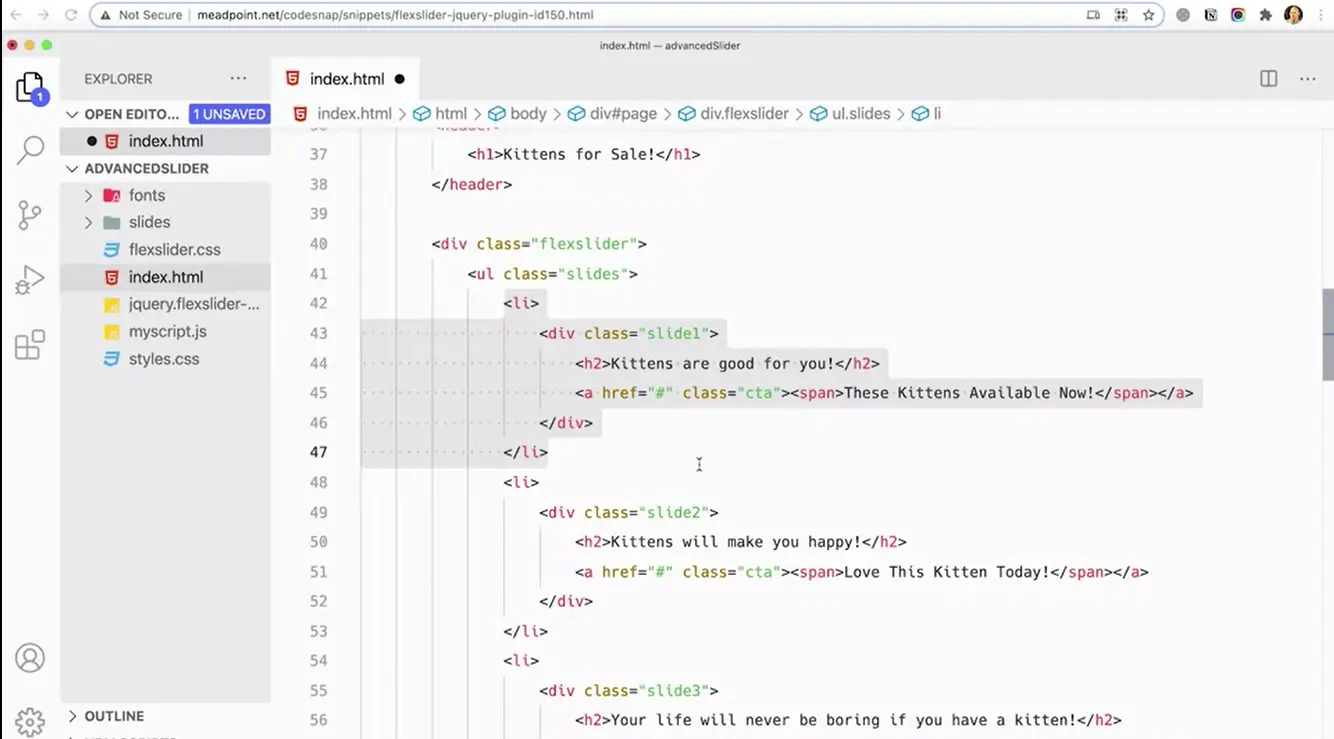 Not Secure | meadpoint.net/codesnap/snippets/flexslider-jquery-plugin-id150.html
index.html — advancedSlider
EXPLORER ...
index.html
OPEN EDITO... 1 UNSAVED
index.html > html > body > div#page > div.flexslider > ul.slides > li
1
index.html
ADVANCEDSLIDER
fonts
slides
flexslider.css
index.html
jquery.flexslider-...
myscript.js
styles.css
OUTLINE
36 <header>
37 <h1>Kittens for Sale!</h1>
38 </header>
39
40 <div class="flexslider">
41 <ul class="slides">
42 <li>
43 <div class="slide1">
44 <h2>Kittens are good for you!</h2>
45 <a href="#" class="cta"><span>These Kittens Available Now!</span></a>
46 </div>
47 </li>
48 <li>
49 <div class="slide2">
50 <h2>Kittens will make you happy!</h2>
51 <a href="#" class="cta"><span>Love This Kitten Today!</span></a>
52 </div>
53 </li>
54 <li>
55 <div class="slide3">
56 <h2>Your life will never be boring if you have a kitten!</h2>